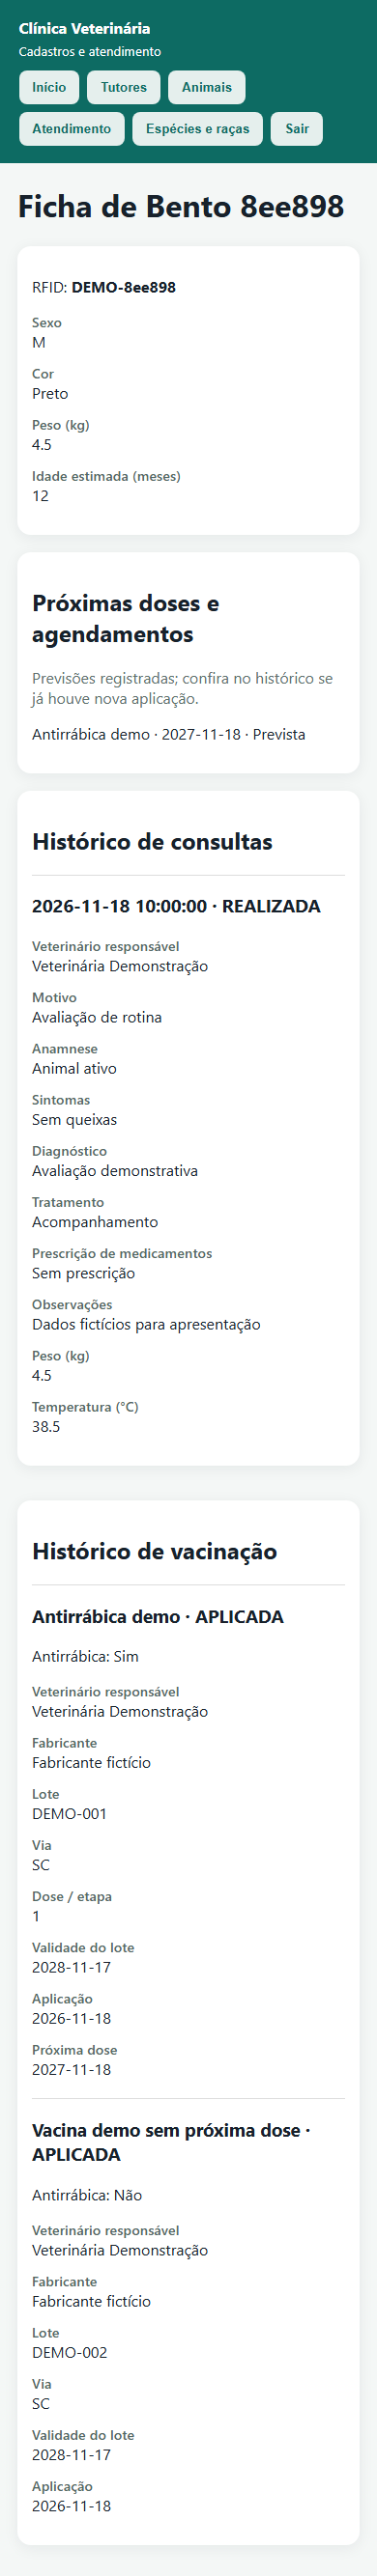 Clínica Veterinária
Cadastros e atendimento
Início
Tutores
Animais
Atendimento
Espécies e raças
Sair
Ficha de Bento 8ee898
RFID: DEMO-8ee898
Sexo
M
Cor
Preto
Peso (kg)
4.5
Idade estimada (meses)
12
Próximas doses e
agendamentos
Previsões registradas; confira no histórico se
já houve nova aplicação.
Antirrábica demo · 2027-11-18 · Prevista
Histórico de consultas
2026-11-18 10:00:00 · REALIZADA
Veterinário responsável
Veterinária Demonstração
Motivo
Avaliação de rotina
Anamnese
Animal ativo
Sintomas
Sem queixas
Diagnóstico
Avaliação demonstrativa
Tratamento
Acompanhamento
Prescrição de medicamentos
Sem prescrição
Observações
Dados fictícios para apresentação
Peso (kg)
4.5
Temperatura (°C)
38.5
Histórico de vacinação
Antirrábica demo · APLICADA
Antirrábica: Sim
Veterinário responsável
Veterinária Demonstração
Fabricante
Fabricante fictício
Lote
DEMO-001
Via
SC
Dose / etapa
1
Validade do lote
2028-11-17
Aplicação
2026-11-18
Próxima dose
2027-11-18
Vacina demo sem próxima dose ·
APLICADA
Antirrábica: Não
Veterinário responsável
Veterinária Demonstração
Fabricante
Fabricante fictício
Lote
DEMO-002
Via
SC
Validade do lote
2028-11-17
Aplicação
2026-11-18